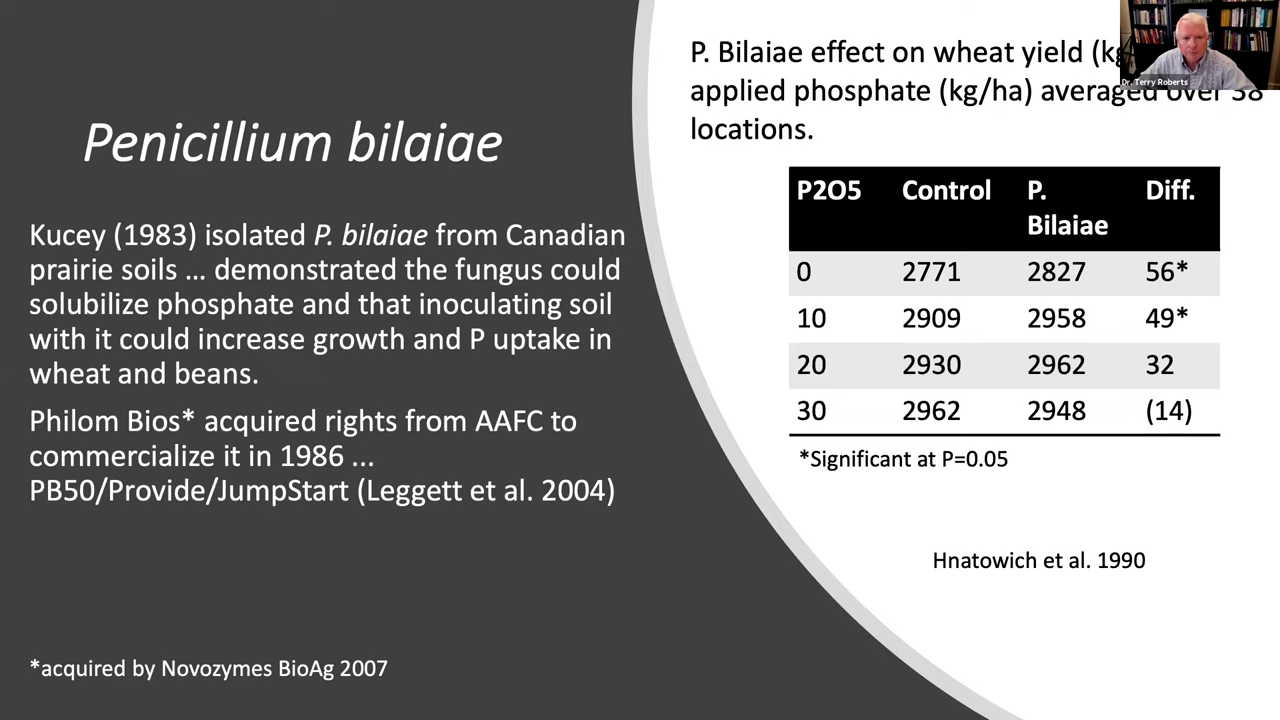 Penicillium bilaiae
Kucey (1983) isolated P. bilaiae from Canadian
prairie soils ... demonstrated the fungus could
solubilize phosphate and that inoculating soil
with it could increase growth and P uptake in
wheat and beans.
Philom Bios* acquired rights from AAFC to
commercialize it in 1986 ...
PB50/Provide/JumpStart (Leggett et al. 2004)
*acquired by Novozymes BioAg 2007
P. Bilaiae effect on wheat yield
applied phosphate (kg/ha) averaged over
locations.
P2O5 Control P. Diff.
Bilaiae
0 2771 2827 56*
10 2909 2958 49*
20 2930 2962 32
30 2962 2948 (14)
*Significant at P=0.05
Hnatowich et al. 1990
Dr. Terry Roberts